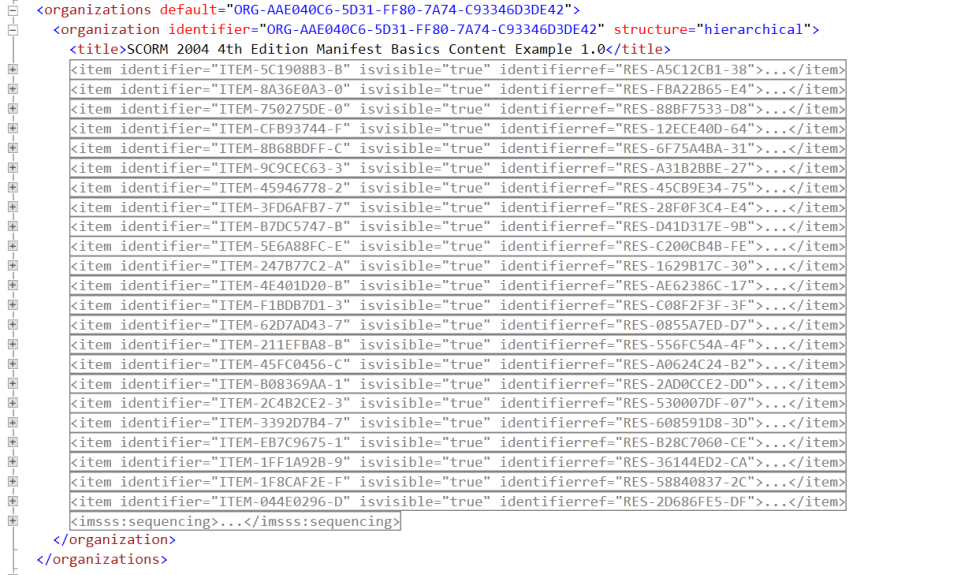 <organizations default="ORG-AAE040C6-5D31-FF80-7A74-C93346D3DE42">
<organization identifier="ORG-AAE040C6-5D31-FF80-7A74-C93346D3DE42" structure="hierarchical">
<title>SCORM 2004 4th Edition Manifest Basics Content Example 1.0</title>
<item identifier="ITEM-5C1908B3-B" isvisible="true" identifierref="RES-A5C12CB1-38">...</item>
<item identifier="ITEM-8A36E0A3-0" isvisible="true" identifierref="RES-FBA22B65-E4">...</item>
<item identifier="ITEM-750275DE-0" isvisible="true" identifierref="RES-88BF7533-D8">...</item>
<item identifier="ITEM-CFB93744-F" isvisible="true" identifierref="RES-12ECE40D-64">...</item>
<item identifier="ITEM-8B68BDFF-C" isvisible="true" identifierref="RES-6F75A4BA-31">...</item>
<item identifier="ITEM-9C9CEC63-3" isvisible="true" identifierref="RES-A31B2BBE-27">...</item>
<item identifier="ITEM-45946778-2" isvisible="true" identifierref="RES-45CB9E34-75">...</item>
<item identifier="ITEM-3FD6AFB7-7" isvisible="true" identifierref="RES-28F0F3C4-E4">...</item>
<item identifier="ITEM-B7DC5747-B" isvisible="true" identifierref="RES-D41D317E-9B">...</item>
<item identifier="ITEM-5E6A88FC-E" isvisible="true" identifierref="RES-C200CB4B-FE">...</item>
<item identifier="ITEM-247B77C2-A" isvisible="true" identifierref="RES-1629B17C-30">...</item>
<item identifier="ITEM-4E401D20-B" isvisible="true" identifierref="RES-AE62386C-17">...</item>
<item identifier="ITEM-F1BDB7D1-3" isvisible="true" identifierref="RES-C08F2F3F-3F">...</item>
<item identifier="ITEM-62D7AD43-7" isvisible="true" identifierref="RES-0855A7ED-D7">...</item>
<item identifier="ITEM-211EFBA8-B" isvisible="true" identifierref="RES-556FC54A-4F">...</item>
<item identifier="ITEM-45FC0456-C" isvisible="true" identifierref="RES-A0624C24-B2">...</item>
<item identifier="ITEM-B08369AA-1" isvisible="true" identifierref="RES-2AD0CCE2-DD">...</item>
<item identifier="ITEM-2C4B2CE2-3" isvisible="true" identifierref="RES-530007DF-07">...</item>
<item identifier="ITEM-3392D7B4-7" isvisible="true" identifierref="RES-608591D8-3D">...</item>
<item identifier="ITEM-EB7C9675-1" isvisible="true" identifierref="RES-B28C7060-CE">...</item>
<item identifier="ITEM-1FF1A92B-9" isvisible="true" identifierref="RES-36144ED2-CA">...</item>
<item identifier="ITEM-1F8CAF2E-F" isvisible="true" identifierref="RES-58840837-2C">...</item>
<item identifier="ITEM-044E0296-D" isvisible="true" identifierref="RES-2D686FE5-DF">...</item>
<imsss:sequencing>...</imsss:sequencing>
</organization>
</organizations>